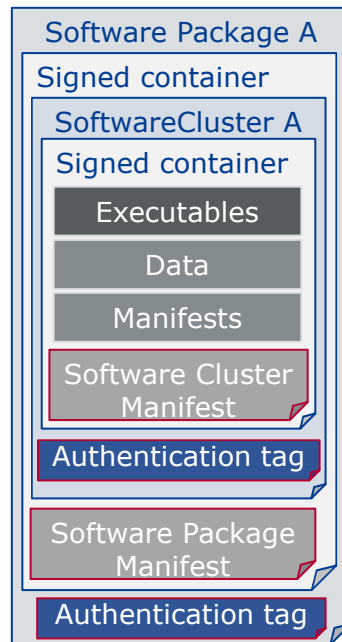 Software Package A
Signed container
SoftwareCluster A
Signed container
Executables
Data
Manifests
Software Cluster
Manifest
Authentication tag
Software Package
Manifest
Authentication tag